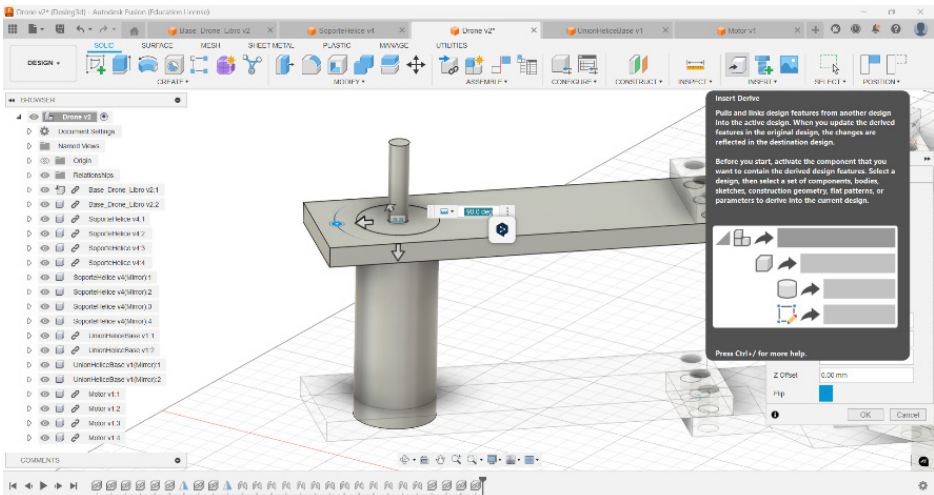 Drone v2* (Desing3d) - Autodesk Fusion (Education License)
Base_Drone_Libro v2
SoporteHelice v4
Drone v2*
UnionHeliceBase v1
Motor v1
SOLID
SURFACE
MESH
SHEET METAL
PLASTIC
MANAGE
UTILITIES
DESIGN
CREATE
MODIFY
ASSEMBLE
CONFIGURE
CONSTRUCT
INSPECT
INSERT
SELECT
POSITION
BROWSER
Drone v2
Document Settings
Named Views
Origin
Relationships
Base_Drone_Libro v2:1
Base_Drone_Libro v2:2
SoporteHelice v4:1
SoporteHelice v4:2
SoporteHelice v4:3
SoporteHelice v4:4
SoporteHelice v4(Mirror):1
SoporteHelice v4(Mirror):2
SoporteHelice v4(Mirror):3
SoporteHelice v4(Mirror):4
UnionHeliceBase v1:1
UnionHeliceBase v1:2
UnionHeliceBase v1(Mirror):1
UnionHeliceBase v1(Mirror):2
Motor v1:1
Motor v1:2
Motor v1:3
Motor v1:4
COMMENTS
90.0 deg
Insert Derive
Pulls and links design features from another design
into the active design. When you update the derived
features in the original design, the changes are
reflected in the destination design.
Before you start, activate the component that you
want to contain the derived design features. Select a
design, then select a set of components, bodies,
sketches, construction geometry, flat patterns, or
parameters to derive into the current design.
Press Ctrl+/ for more help.
Z Offset
0.00 mm
Flip
OK
Cancel